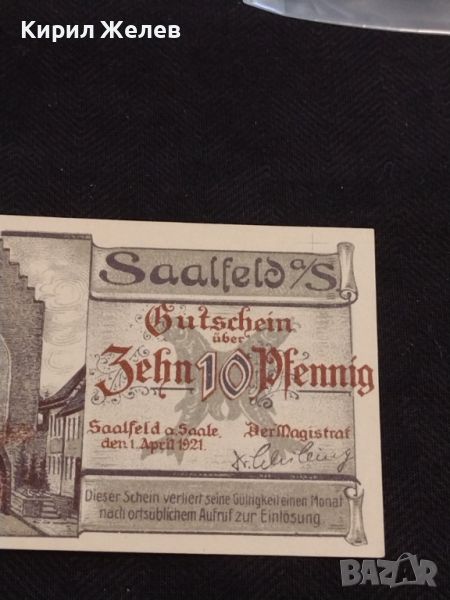 Кирил Желев
Saalfeld a/S.
Gutschein
über
Zehn 10 Pfennig
Saalfeld a. Saale,
den 1. April 1921.
Der Magistrat
Dieser Schein verliert seine Gültigkeit einen Monat
nach ortsüblichem Aufruf zur Einlösung.
BAZAR